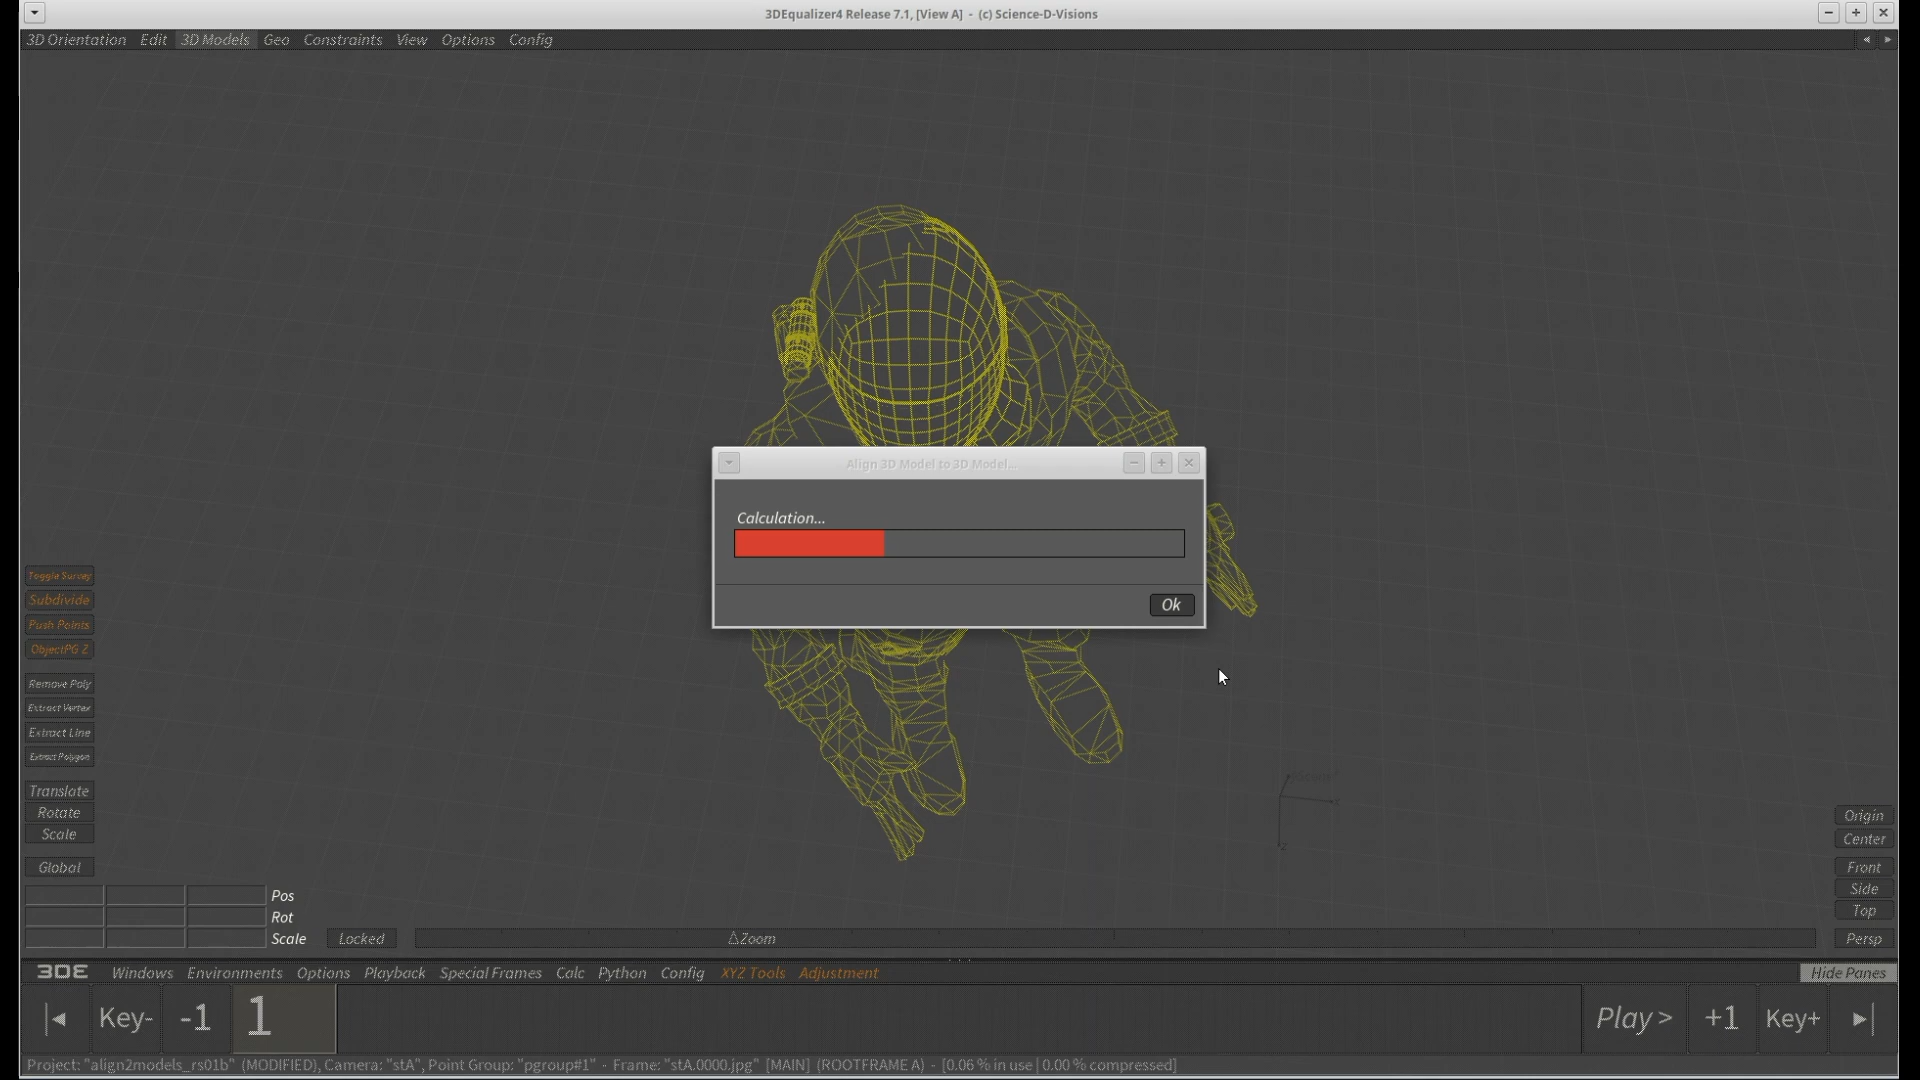 3DEqualizer4 Release 7.1, [View A] - (c) Science-D-Visions
3D Orientation Edit 3D Models Geo Constraints View Options Config
Align 3D Model to 3D Model...
Calculation...
Ok
Toggle Survey
Subdivide
Push Points
ObjectPG Z
Remove Poly
Extract Vertex
Extract Line
Extract Polygon
Translate
Rotate
Scale
Global
Pos
Rot
Scale
Locked
△Zoom
Z
Origin
Center
Front
Side
Top
Persp
3DE Windows Environments Options Playback Special Frames Calc Python Config XYZ Tools Adjustment Hide Panes
Key- -1 1 Play > +1 Key+
Project: "align2models_rs01b" (MODIFIED), Camera: "stA", Point Group: "pgroup#1" - Frame: "stA.0000.jpg" [MAIN] (ROOTFRAME A) - [0.06 % in use | 0.00 % compressed]